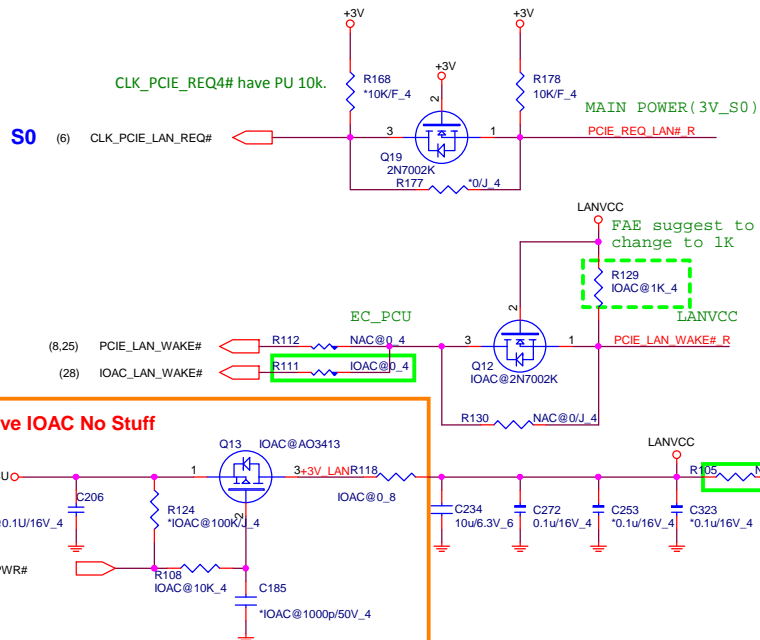 +3V
+3V
+3V
CLK_PCIE_REQ4# have PU 10k.
R168
*10K/F_4
2
R178
10K/F_4
MAIN POWER(3V_S0)
S0
(6)
CLK_PCIE_LAN_REQ#
3
1
PCIE_REQ_LAN#_R
Q19
2N7002K
R177
*0/J_4
LANVCC
FAE suggest to
change to 1K
R129
IOAC@1K_4
2
EC_PCU
LANVCC
(8,25)
PCIE_LAN_WAKE#
R112
NAC@0_4
3
1
PCIE_LAN_WAKE#_R
(28)
IOAC_LAN_WAKE#
R111
IOAC@0_4
Q12
IOAC@2N7002K
R130
NAC@0/J_4
ve IOAC No Stuff
Q13
IOAC@AO3413
LANVCC
U
1
3
+3V_LAN
R118
IOAC@0_8
R105
N
C206
0.1U/16V_4
R124
*IOAC@100K/J_4
2
C234
10u/6.3V_6
C272
0.1u/16V_4
C253
*0.1u/16V_4
C323
*0.1u/16V_4
PWR#
R108
IOAC@10K_4
C185
*IOAC@1000p/50V_4